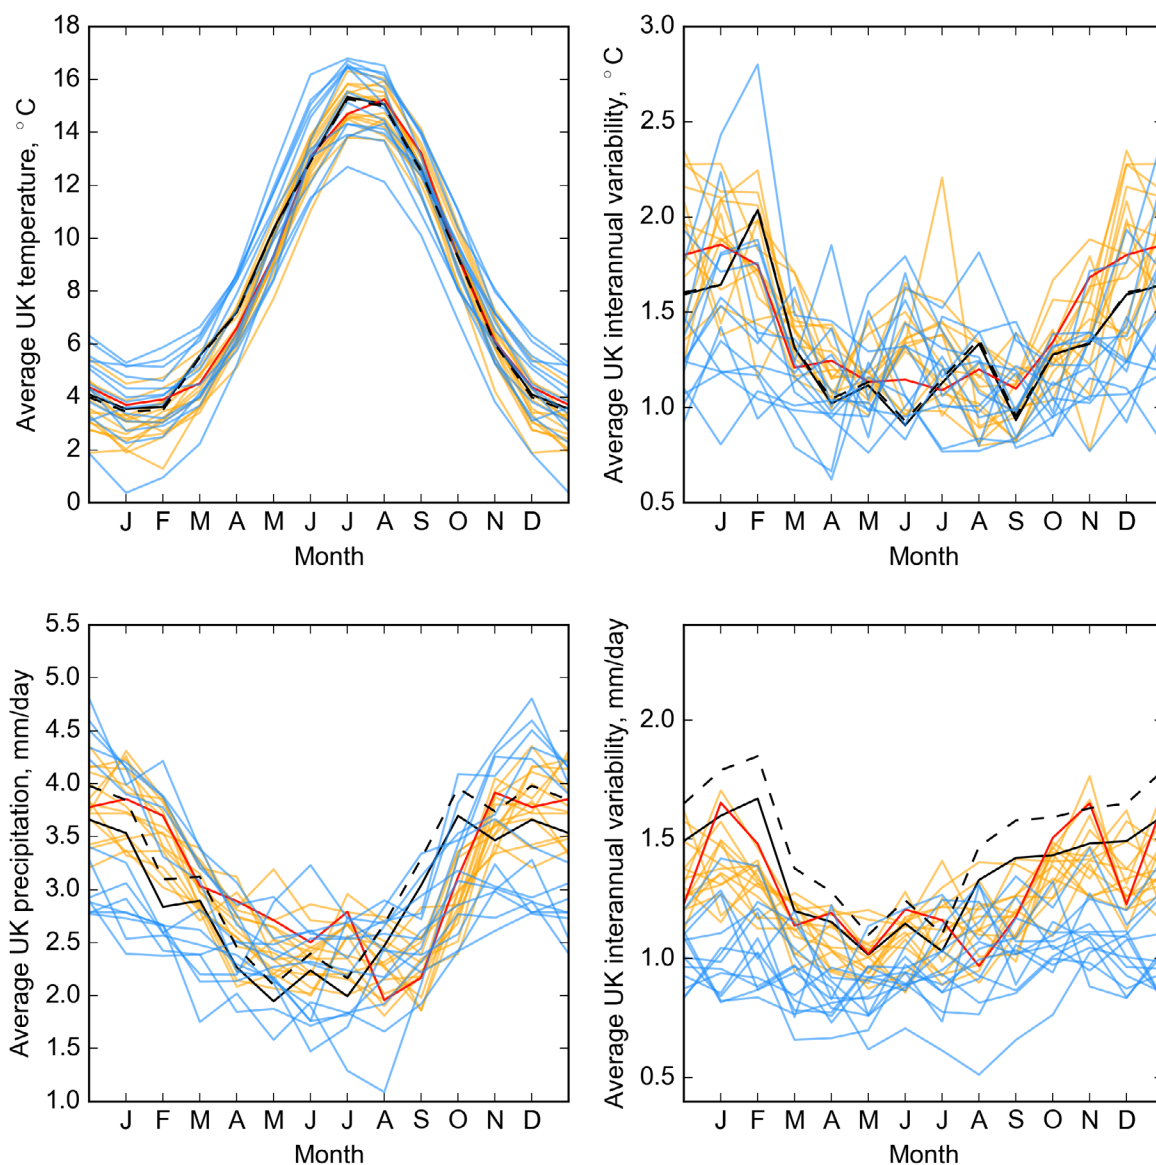 Average UK temperature, °C
18
16
14
12
10
8
6
4
2
0
J F M A M J J A S O N D
Month
Average UK interannual variability, °C
3.0
2.5
2.0
1.5
1.0
0.5
J F M A M J J A S O N D
Month
Average UK precipitation, mm/day
5.5
5.0
4.5
4.0
3.5
3.0
2.5
2.0
1.5
1.0
J F M A M J J A S O N D
Month
Average UK interannual variability, mm/day
2.0
1.5
1.0
0.5
J F M A M J J A S O N D
Month